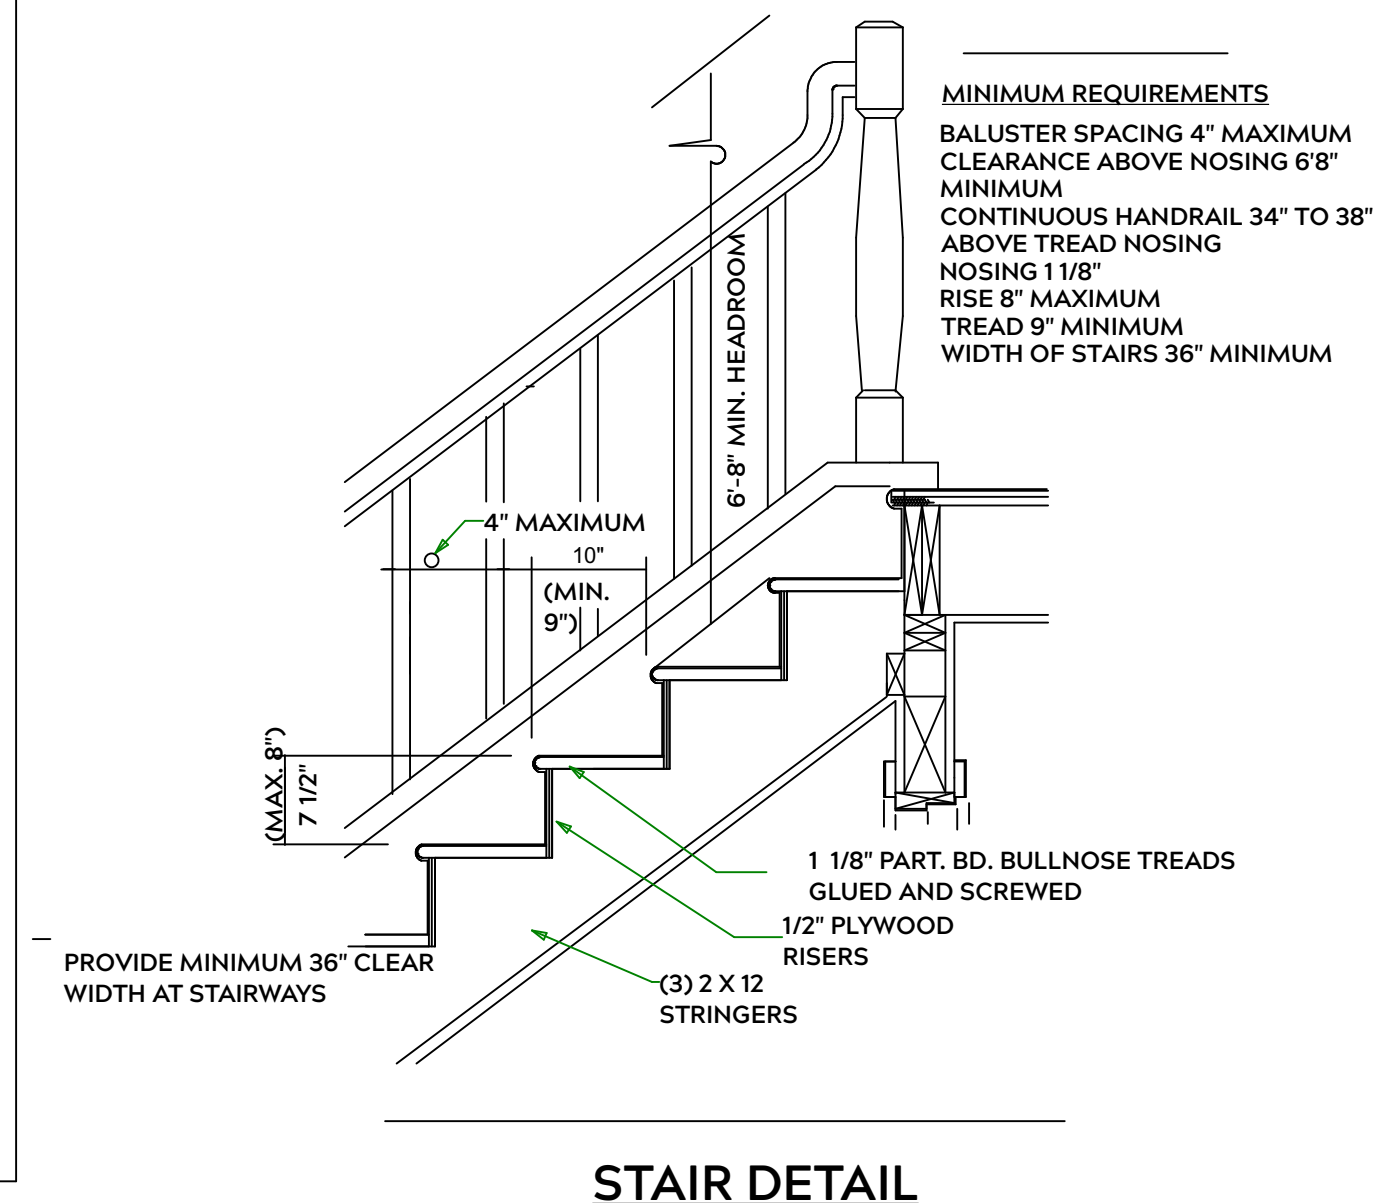 MINIMUM REQUIREMENTS
BALUSTER SPACING 4" MAXIMUM
CLEARANCE ABOVE NOSING 6'8"
MINIMUM
CONTINUOUS HANDRAIL 34" TO 38"
ABOVE TREAD NOSING
NOSING 1 1/8"
RISE 8" MAXIMUM
TREAD 9" MINIMUM
WIDTH OF STAIRS 36" MINIMUM
6'-8" MIN. HEADROOM
4" MAXIMUM
10"
(MIN.
9")
(MAX. 8")
7 1/2"
1 1/8" PART. BD. BULLNOSE TREADS
GLUED AND SCREWED
1/2" PLYWOOD
RISERS
(3) 2 X 12
STRINGERS
PROVIDE MINIMUM 36" CLEAR
WIDTH AT STAIRWAYS
STAIR DETAIL